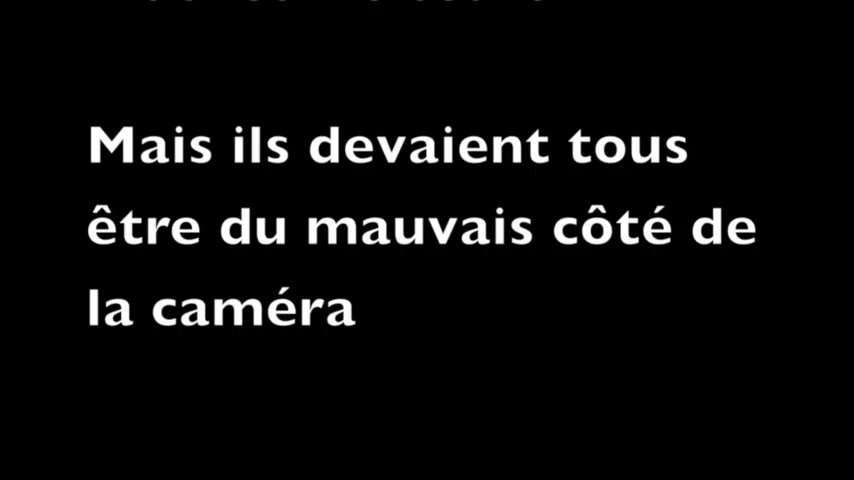 Mais ils devaient tous
être du mauvais côté de
la caméra